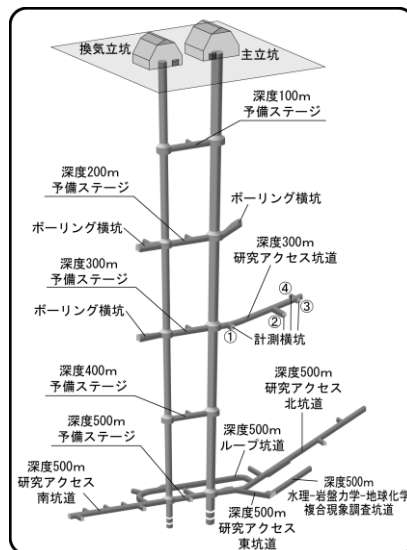 換気立坑
主立坑
深度100m
予備ステージ
深度200m
予備ステージ
ボーリング横坑
ボーリング横坑
深度300m
研究アクセス坑道
深度300m
予備ステージ
④
③
②
①
計測横坑
ボーリング横坑
深度400m
予備ステージ
深度500m
研究アクセス
北坑道
深度500m
予備ステージ
深度500m
ループ坑道
深度500m
研究アクセス
南坑道
深度500m
水理-岩盤力学-地球化学
複合現象調査坑道
深度500m
研究アクセス
東坑道